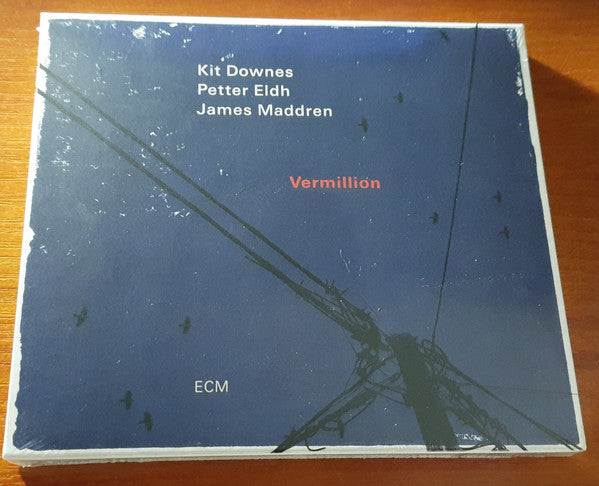 Kit Downes
Petter Eldh
James Maddren
Vermillion
ECM